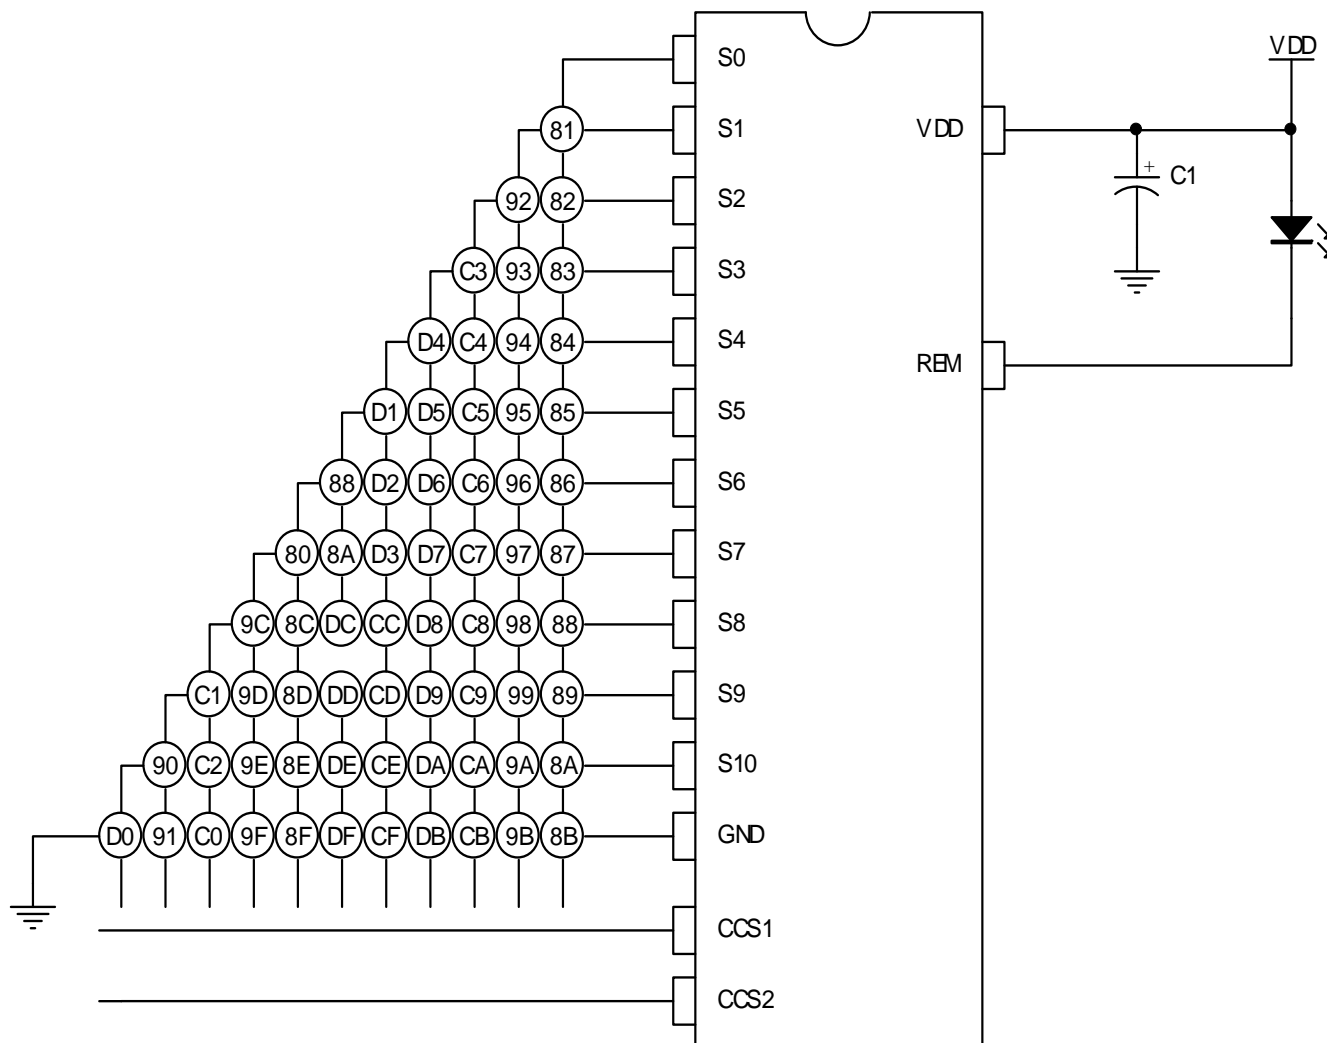 S0
VDD
81 S1 VDD
+ C1
92 82 S2
C3 93 83 S3
D4 C4 94 84 S4
REM
D1 D5 C5 95 85 S5
88 D2 D6 C6 96 86 S6
80 8A D3 D7 C7 97 87 S7
9C 8C DC CC D8 C8 98 88 S8
C1 9D 8D DD CD D9 C9 99 89 S9
90 C2 9E 8E DE CE DA CA 9A 8A S10
D0 91 C0 9F 8F DF CF DB CB 9B 8B GND
CCS1
CCS2